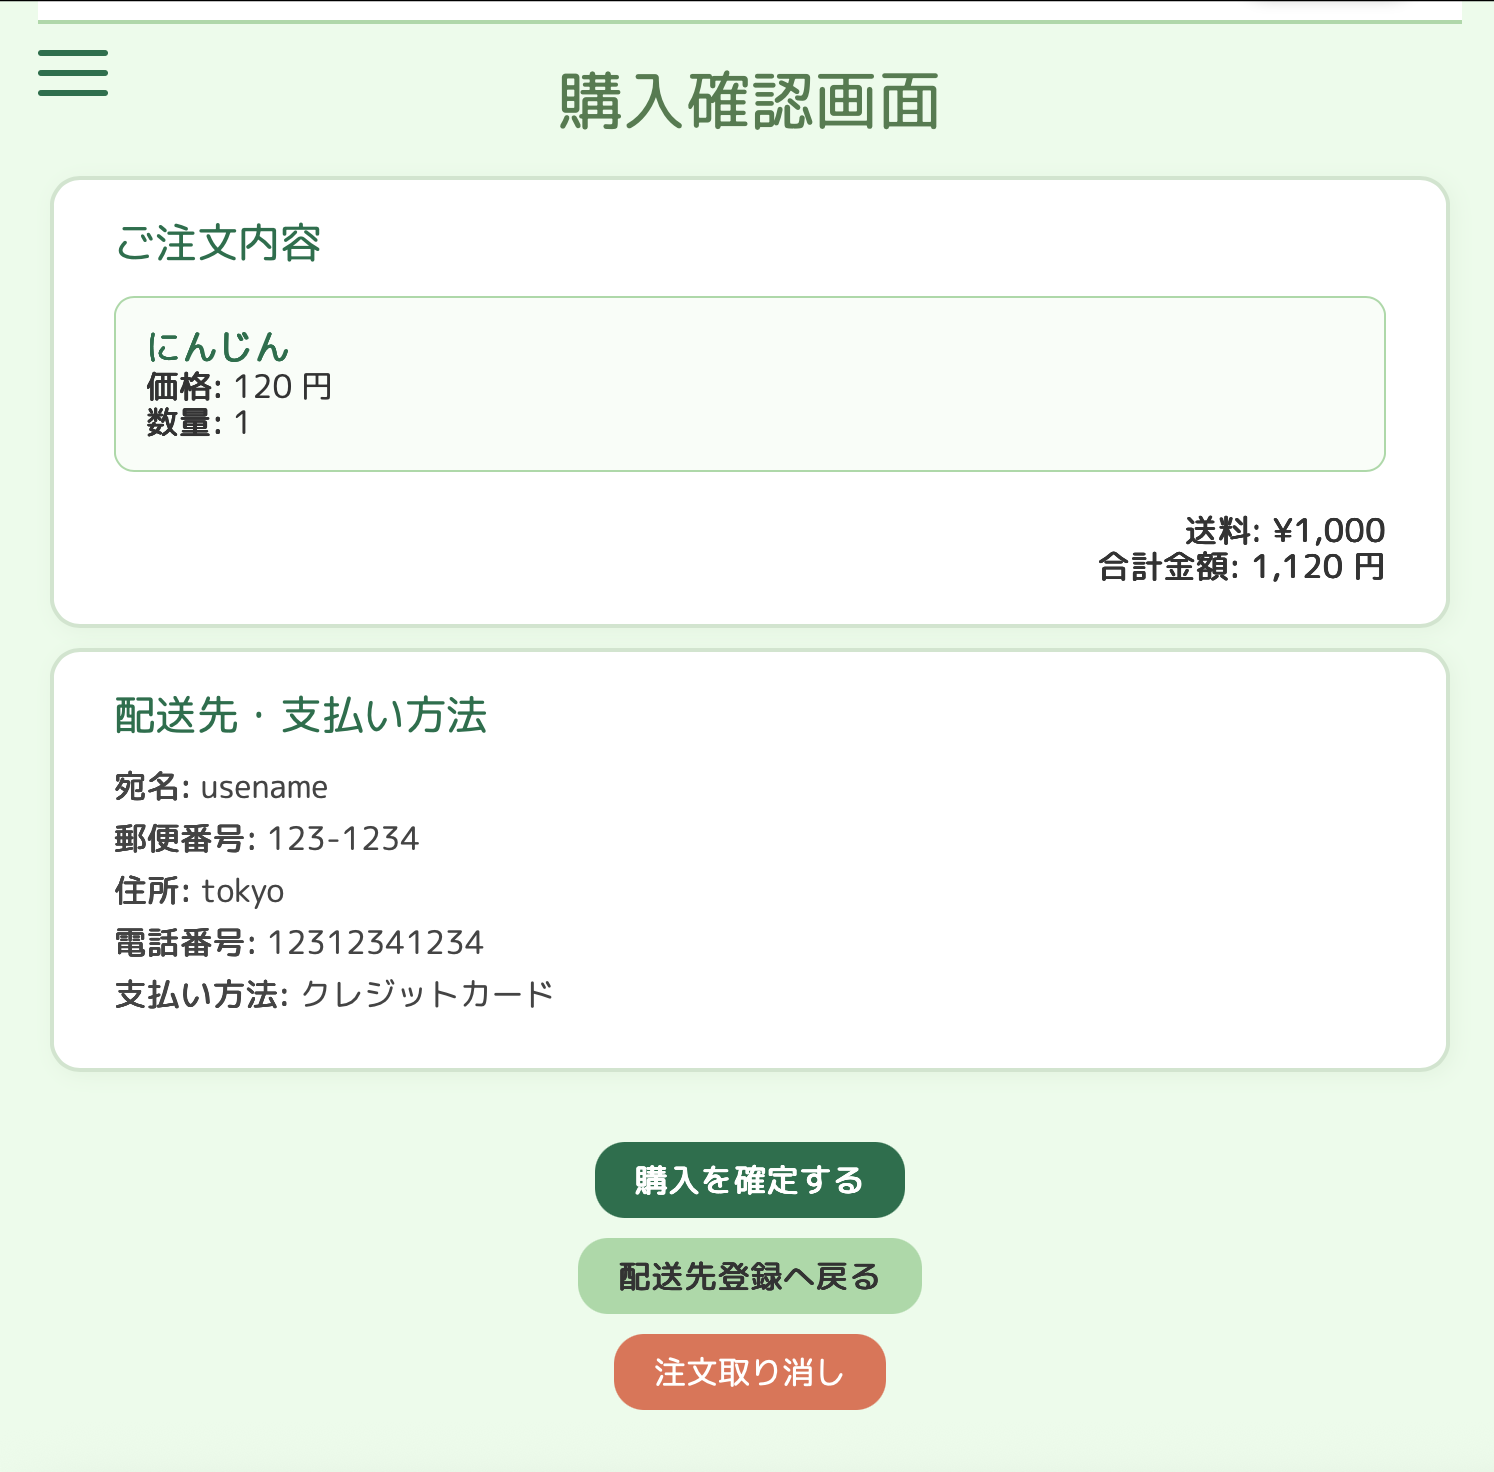 購入確認画面
ご注文内容
にんじん
価格: 120 円
数量: 1
送料: ¥1,000
合計金額: 1,120 円
配送先・支払い方法
宛名: usename
郵便番号: 123-1234
住所: tokyo
電話番号: 12312341234
支払い方法: クレジットカード
購入を確定する
配送先登録へ戻る
注文取り消し